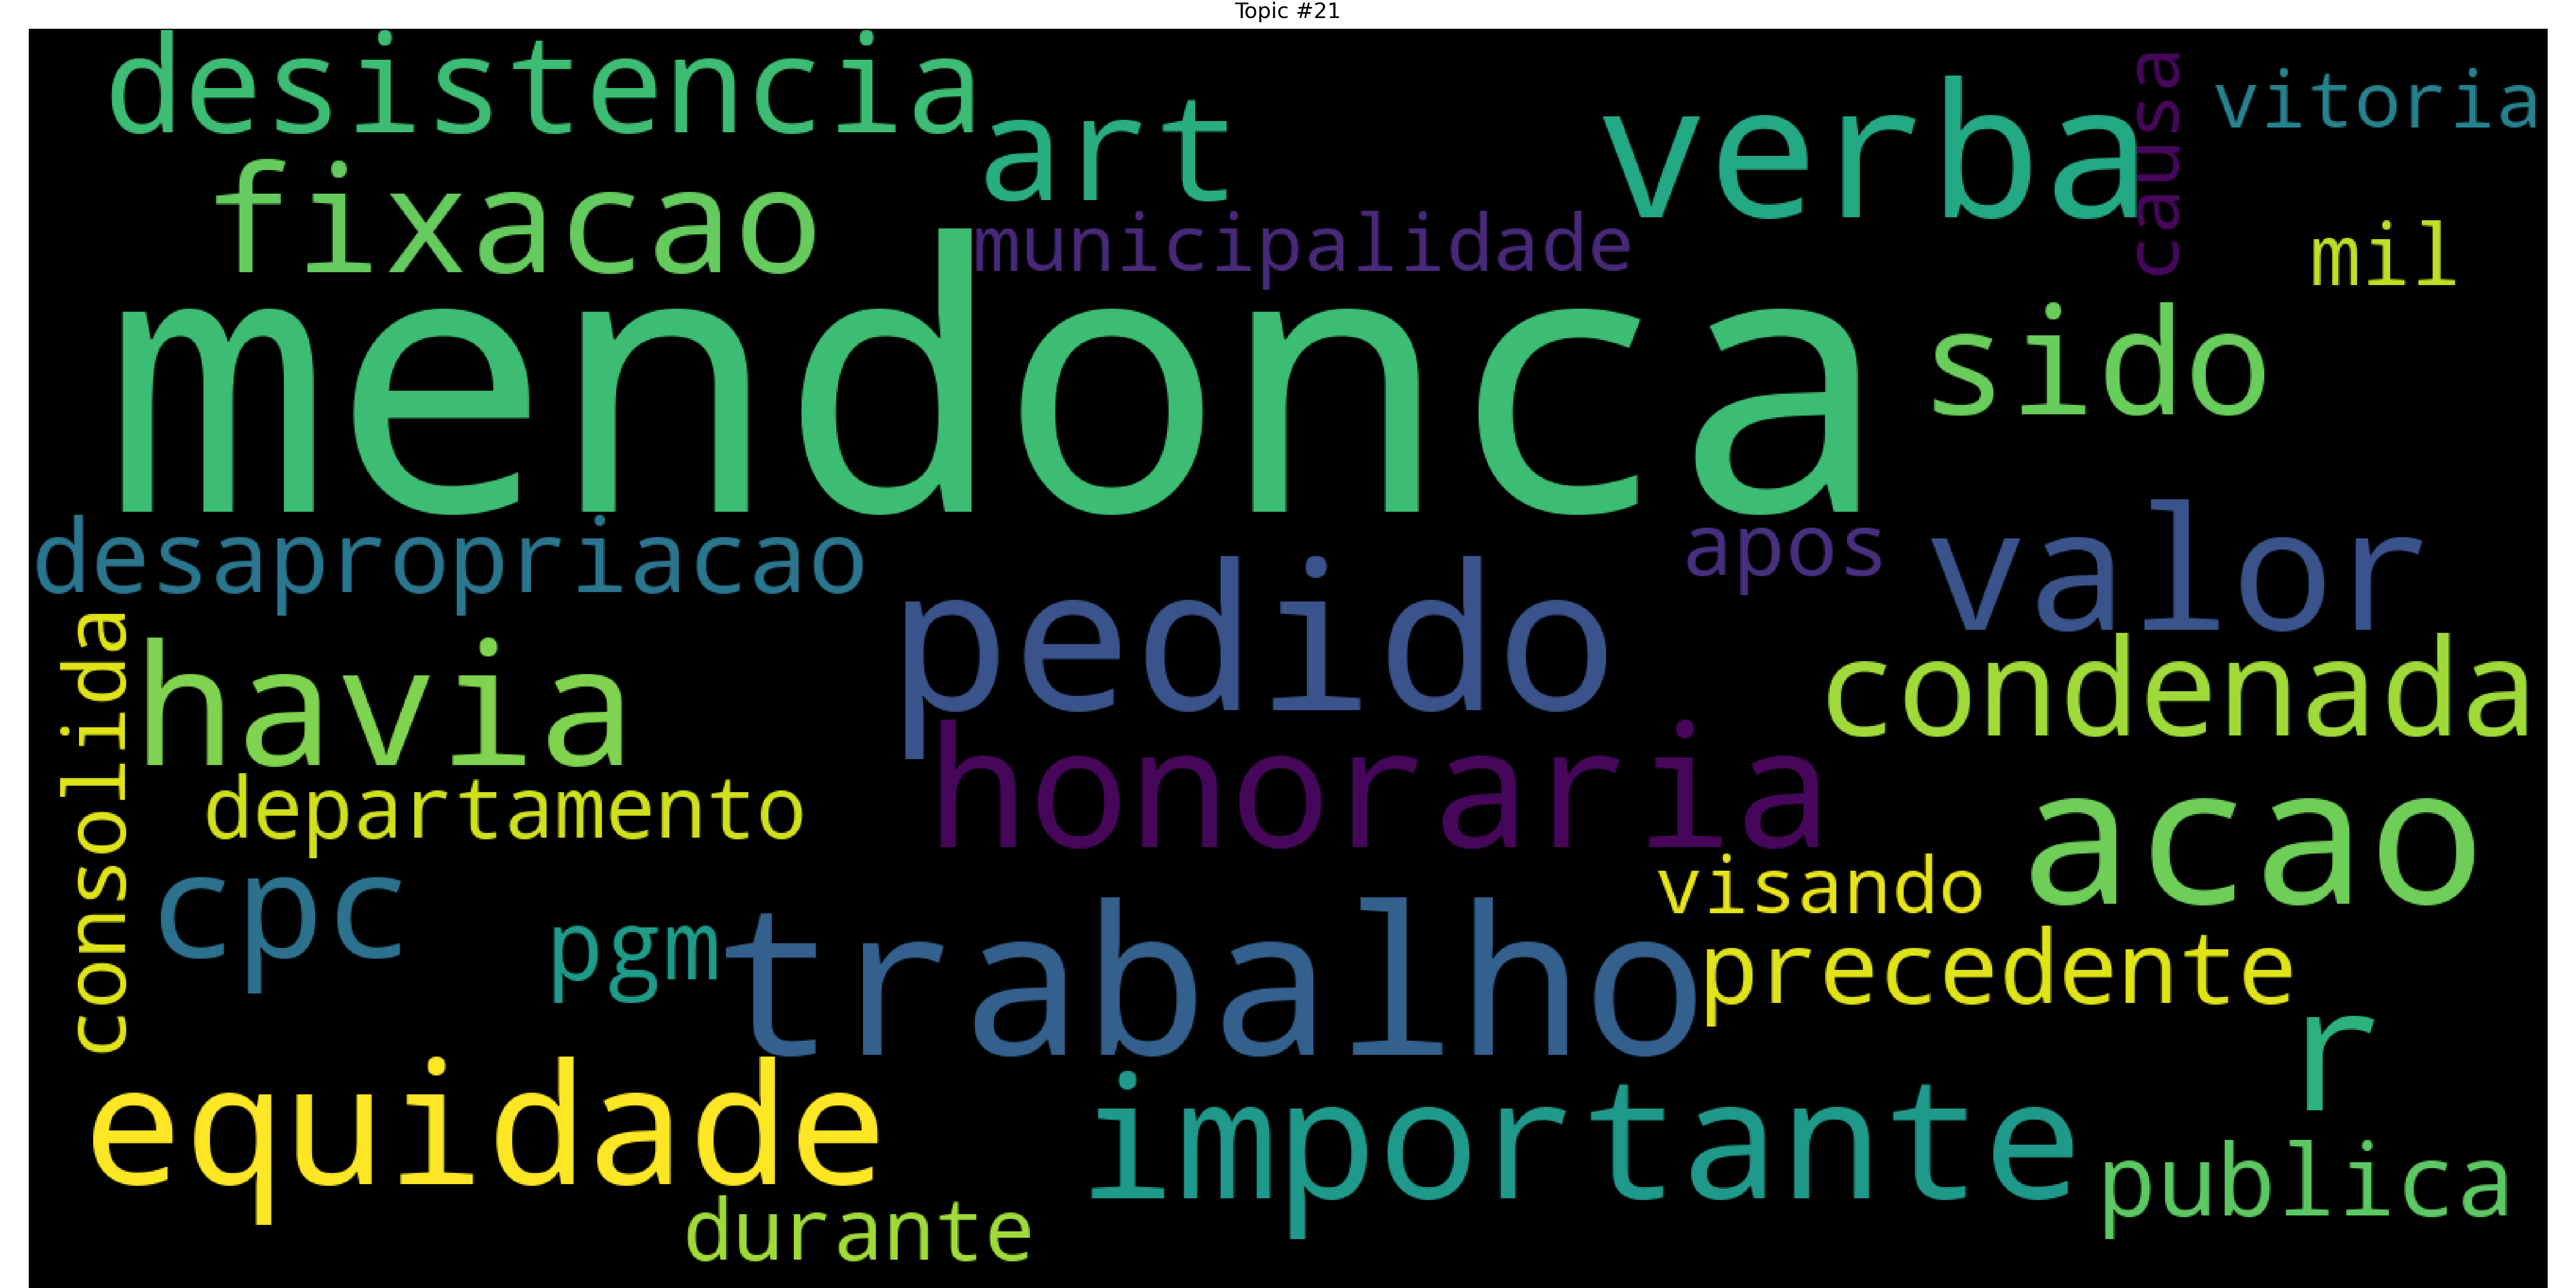 Topic #21
desistencia
art
verba
causa
vitoria
fixacao
municipalidade
mil
mendonca
sido
desapropriacao
apos
valor
pedido
consolida
havia
condenada
honoraria
departamento
acao
cpc
pgm
trabalho
visando
precedente
r
equidade
importante
publica
durante